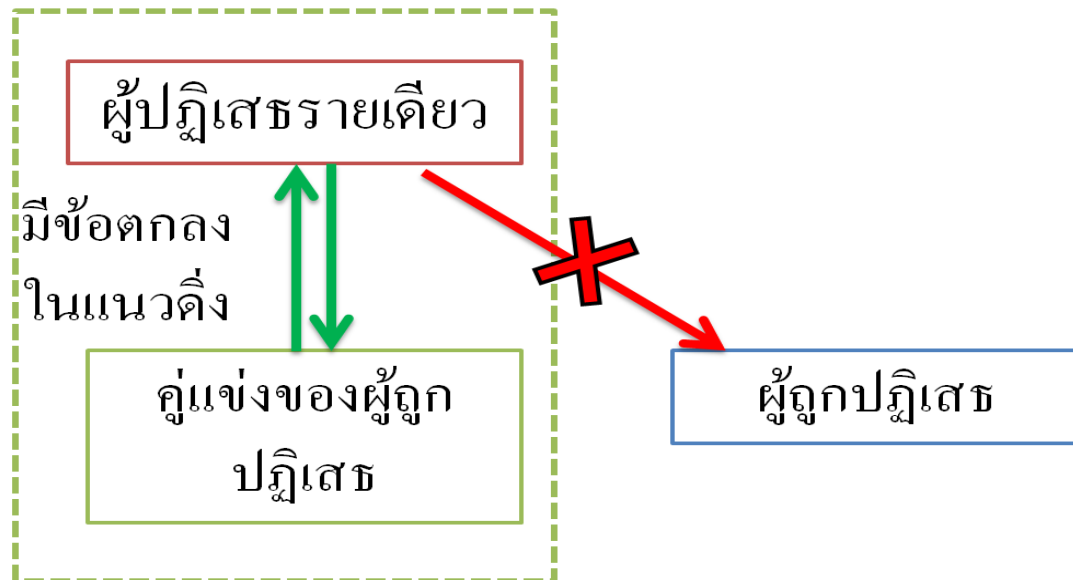 ผู้ปฏิเสธรายเดียว
มีข้อตกลง
ในแนวดิ่ง
คู่แข่งของผู้ถูก
ปฏิเสธ
ผู้ถูกปฏิเสธ